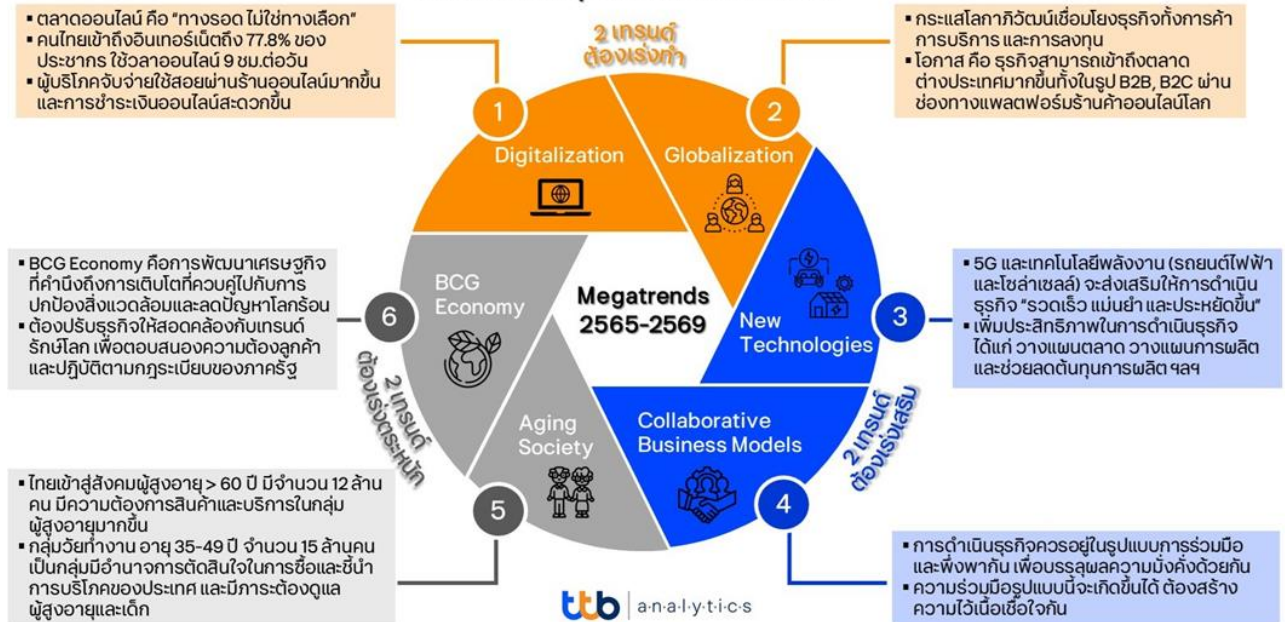 2 เทรนด์
ต้องเร่งทำ
▪ ตลาดออนไลน์ คือ “ทางรอด ไม่ใช่ทางเลือก”
▪ คนไทยเข้าถึงอินเทอร์เน็ตถึง 77.8% ของ
ประชากร ใช้เวลาออนไลน์ 9 ชม.ต่อวัน
▪ ผู้บริโภคจับจ่ายใช้สอยผ่านร้านออนไลน์มากขึ้น
และการชำระเงินออนไลน์สะดวกขึ้น
1
Digitalization
▪ กระแสโลกาภิวัฒน์เชื่อมโยงธุรกิจทั้งการค้า
การบริการ และการลงทุน
▪ โอกาส คือ ธุรกิจสามารถเข้าถึงตลาด
ต่างประเทศมากขึ้นทั้งในรูป B2B, B2C ผ่าน
ช่องทางแพลตฟอร์มร้านค้าออนไลน์โลก
2
Globalization
Megatrends
2565-2569
▪ 5G และเทคโนโลยีพลังงาน (รถยนต์ไฟฟ้า
และโซล่าเซลล์) จะส่งเสริมให้การดำเนิน
ธุรกิจ “รวดเร็ว แม่นยำ และประหยัดขึ้น”
▪ เพิ่มประสิทธิภาพในการดำเนินธุรกิจ
ได้แก่ วางแผนตลาด วางแผนการผลิต
และช่วยลดต้นทุนการผลิต ฯลฯ
3
New
Technologies
2 เทรนด์
ต้องเร่งเสริม
Collaborative
Business Models
4
▪ การดำเนินธุรกิจควรอยู่ในรูปแบบการร่วมมือ
และพึ่งพากัน เพื่อบรรลุผลความมั่งคั่งด้วยกัน
▪ ความร่วมมือรูปแบบนี้จะเกิดขึ้นได้ ต้องสร้าง
ความไว้เนื้อเชื่อใจกัน
Aging
Society
5
▪ ไทยเข้าสู่สังคมผู้สูงอายุ > 60 ปี มีจำนวน 12 ล้าน
คน มีความต้องการสินค้าและบริการในกลุ่ม
ผู้สูงอายุมากขึ้น
▪ กลุ่มวัยทำงาน อายุ 35-49 ปี จำนวน 15 ล้านคน
เป็นกลุ่มมีอำนาจการตัดสินใจในการซื้อและชี้นำ
การบริโภคของประเทศ และมีภาระต้องดูแล
ผู้สูงอายุและเด็ก
2 เทรนด์
ต้องเร่งตระหนัก
BCG
Economy
6
▪ BCG Economy คือการพัฒนาเศรษฐกิจ
ที่คำนึงถึงการเติบโตที่ควบคู่ไปกับการ
ปกป้องสิ่งแวดล้อมและลดปัญหาโลกร้อน
▪ ต้องปรับธุรกิจให้สอดคล้องกับเทรนด์
รักษ์โลก เพื่อตอบสนองความต้องลูกค้า
และปฏิบัติตามกฎระเบียบของภาครัฐ
ttb | a·n·a·l·y·t·i·c·s